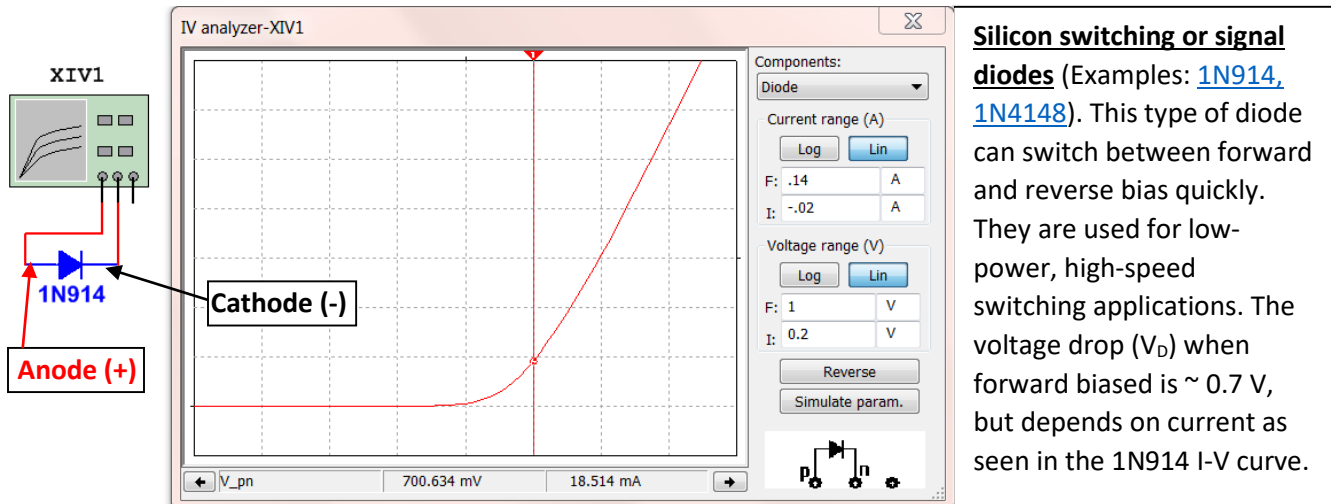 XIV1
1N914
Cathode (-)
Anode (+)
IV analyzer-XIV1
1
Components:
Diode
Current range (A)
Log Lin
F: .14 A
I: -.02 A
Voltage range (V)
Log Lin
F: 1 V
I: 0.2 V
Reverse
Simulate param.
p n
V_pn 700.634 mV 18.514 mA
Silicon switching or signal
diodes (Examples: 1N914,
1N4148). This type of diode
can switch between forward
and reverse bias quickly.
They are used for low-
power, high-speed
switching applications. The
voltage drop (VD) when
forward biased is ~ 0.7 V,
but depends on current as
seen in the 1N914 I-V curve.